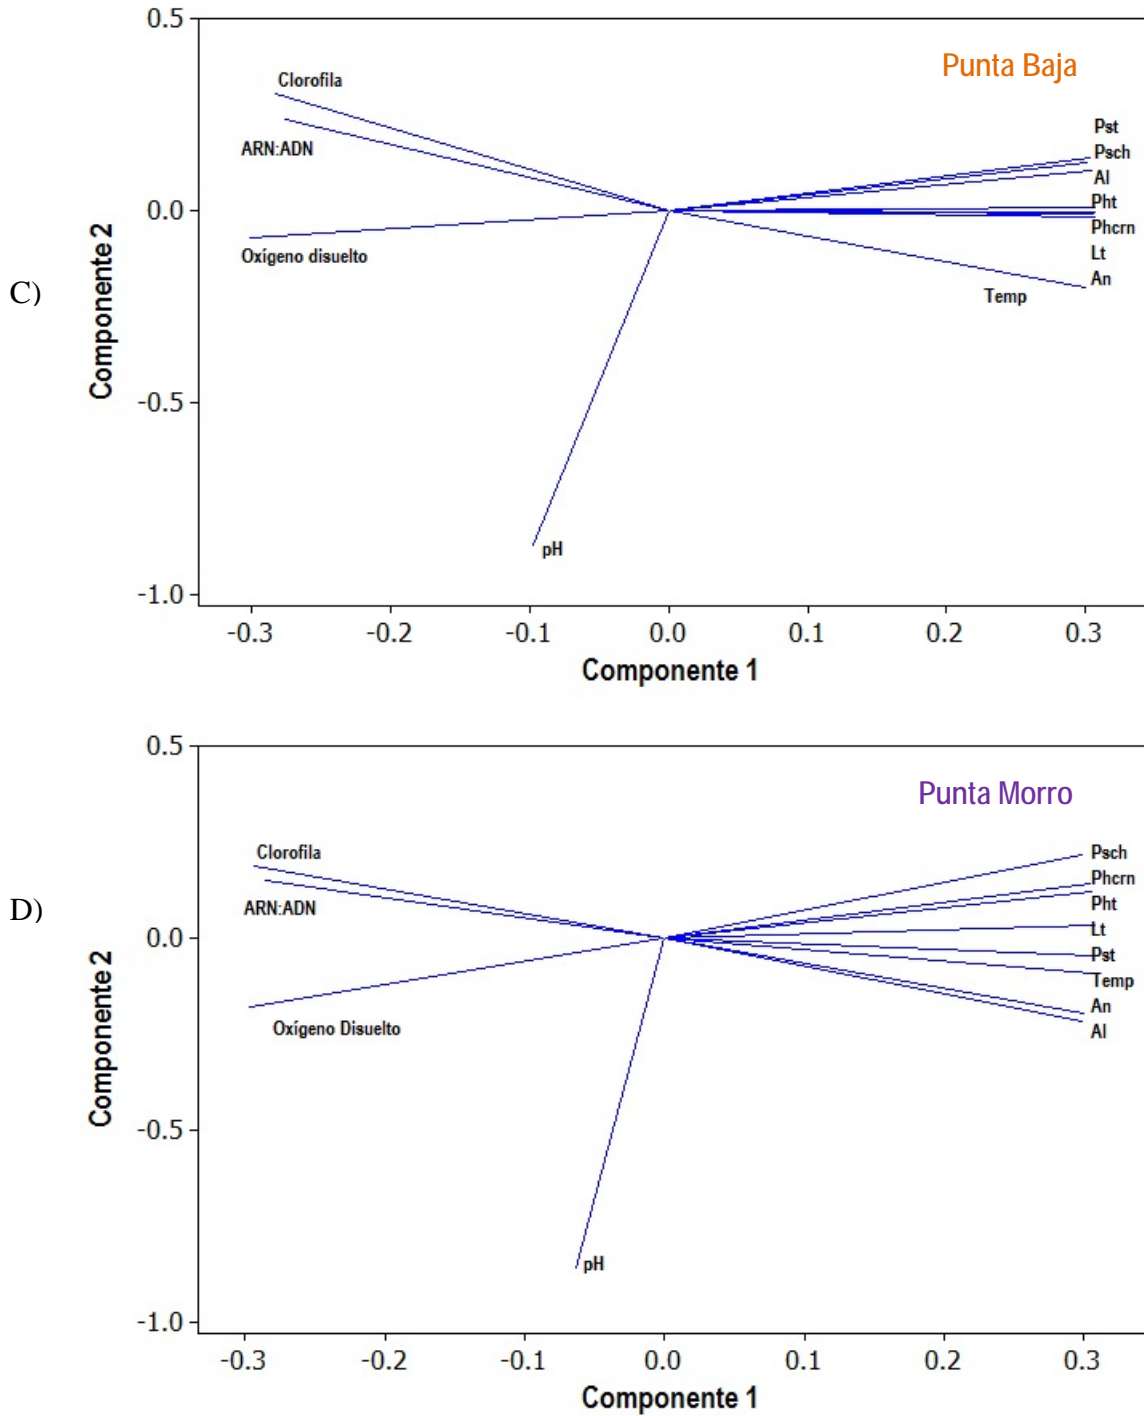 C)
Punta Baja
0.5
0.0
-0.5
-1.0
Componente 2
Clorofila
ARN:ADN
Oxígeno disuelto
pH
Temp
Pst
Psch
Al
Pht
Phcrn
Lt
An
-0.3 -0.2 -0.1 0.0 0.1 0.2 0.3
Componente 1
D)
Punta Morro
0.5
0.0
-0.5
-1.0
Componente 2
Clorofila
ARN:ADN
Oxígeno Disuelto
pH
Psch
Phcrn
Pht
Lt
Pst
Temp
An
Al
-0.3 -0.2 -0.1 0.0 0.1 0.2 0.3
Componente 1